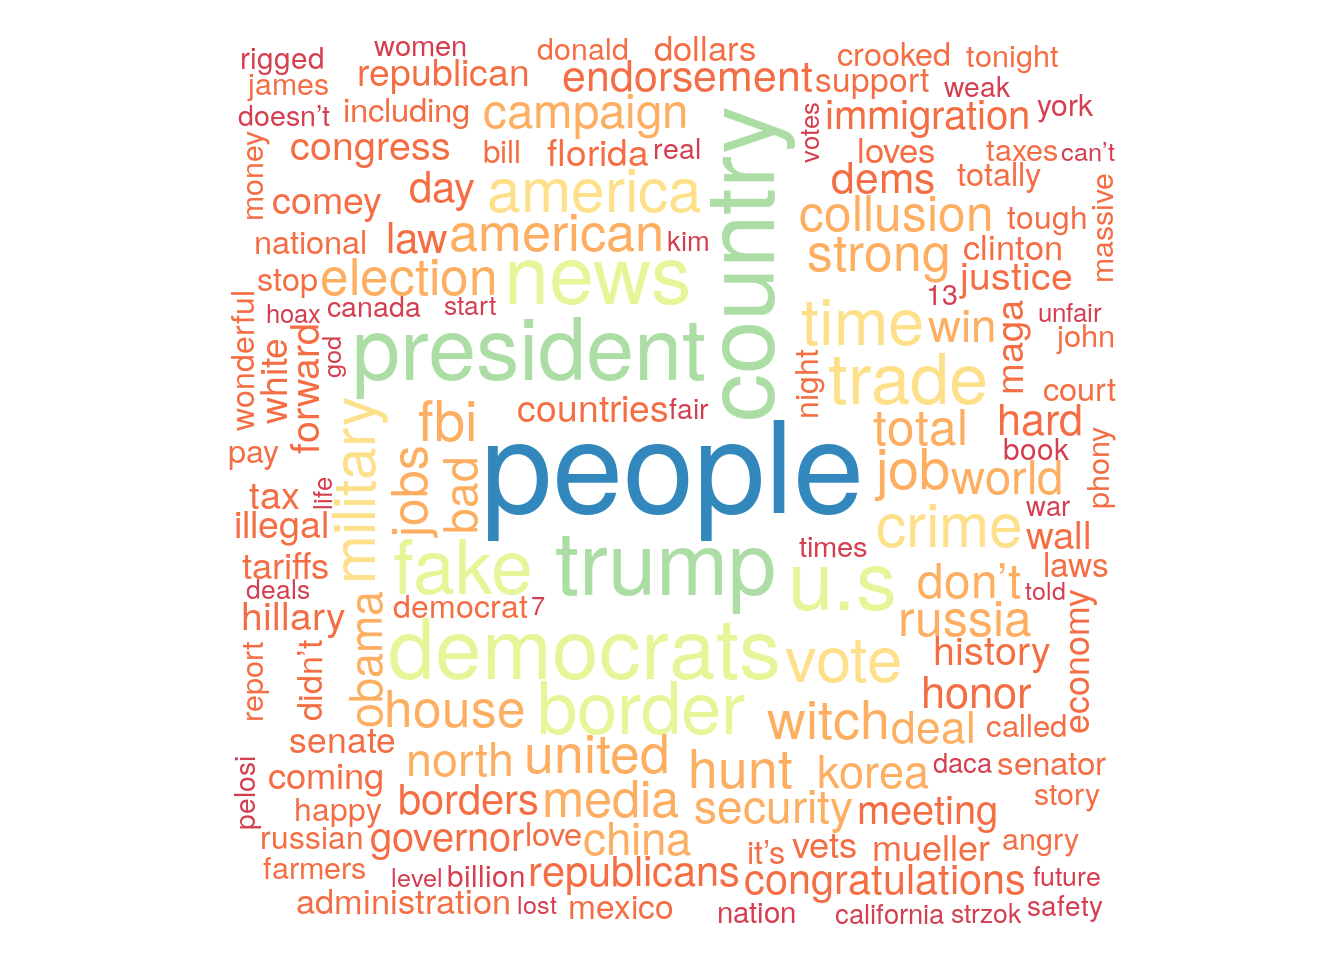 rigged women donald dollars crooked tonight
james republican endorsement support weak
doesn't including campaign immigration york
money congress bill florida real country votes loves taxes can't
comey day america dems totally massive
national law american kim collusion tough
stop election news strong clinton justice
wonderful hoax canada start 13 unfair
white forward god president time win maga john
night trade court
pay fbi countries fair total hard
tax life military jobs bad people job world book phony
illegal crime war wall
tariffs fake trump times u.s don't laws
deals democrat 7 told
hillary obama democrats russia economy
report didn't vote history
house border witch deal honor called
senate north united hunt korea daca senator
pelosi coming media security meeting story
happy borders
russian governor love china it's vets mueller angry
farmers level billion republicans congratulations future
administration lost mexico nation california strzok safety